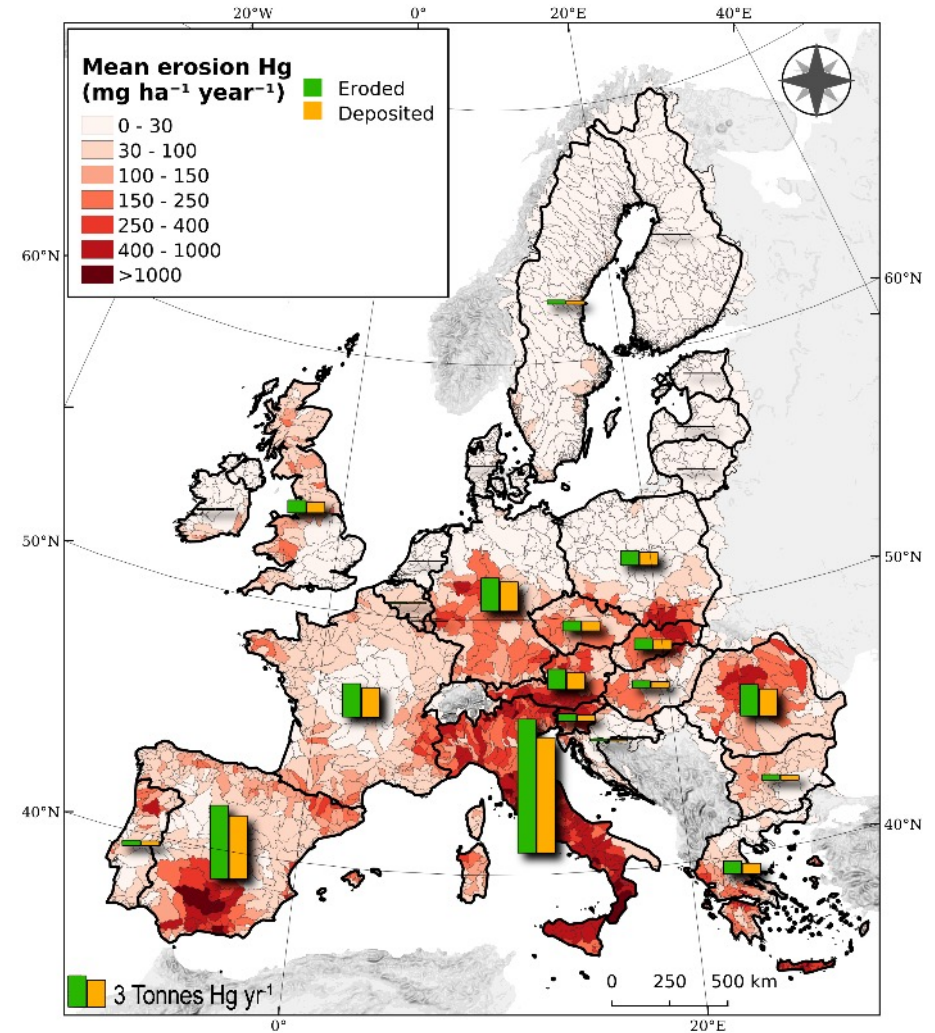 20°W 0° 20°E 40°E
Mean erosion Hg
(mg ha⁻¹ year⁻¹)
Eroded
Deposited
0 - 30
30 - 100
100 - 150
150 - 250
250 - 400
400 - 1000
>1000
60°N
60°N
50°N
50°N
40°N
40°N
3 Tonnes Hg yr⁻¹
0 250 500 km
0° 20°E